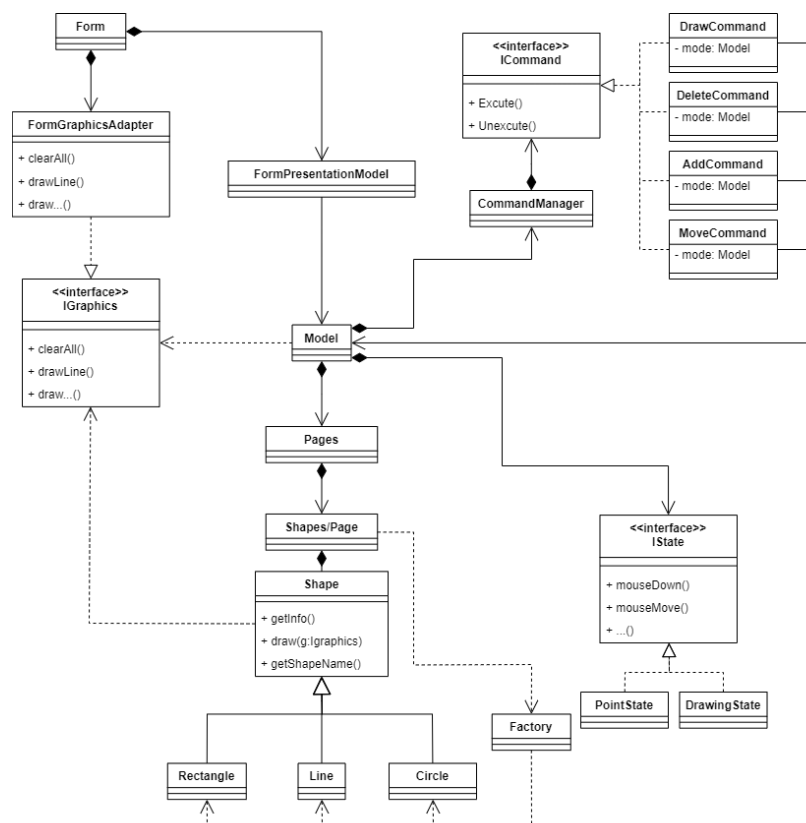 Form
FormGraphicsAdapter
+ clearAll()
+ drawLine()
+ draw...()
FormPresentationModel
<<interface>>
ICommand
+ Excute()
+ Unexcute()
CommandManager
DrawCommand
- mode: Model
DeleteCommand
- mode: Model
AddCommand
- mode: Model
MoveCommand
- mode: Model
<<interface>>
IGraphics
+ clearAll()
+ drawLine()
+ draw...()
Model
Pages
Shapes/Page
Shape
+ getInfo()
+ draw(g:Igraphics)
+ getShapeName()
<<interface>>
IState
+ mouseDown()
+ mouseMove()
+ ...()
PointState
DrawingState
Factory
Rectangle
Line
Circle